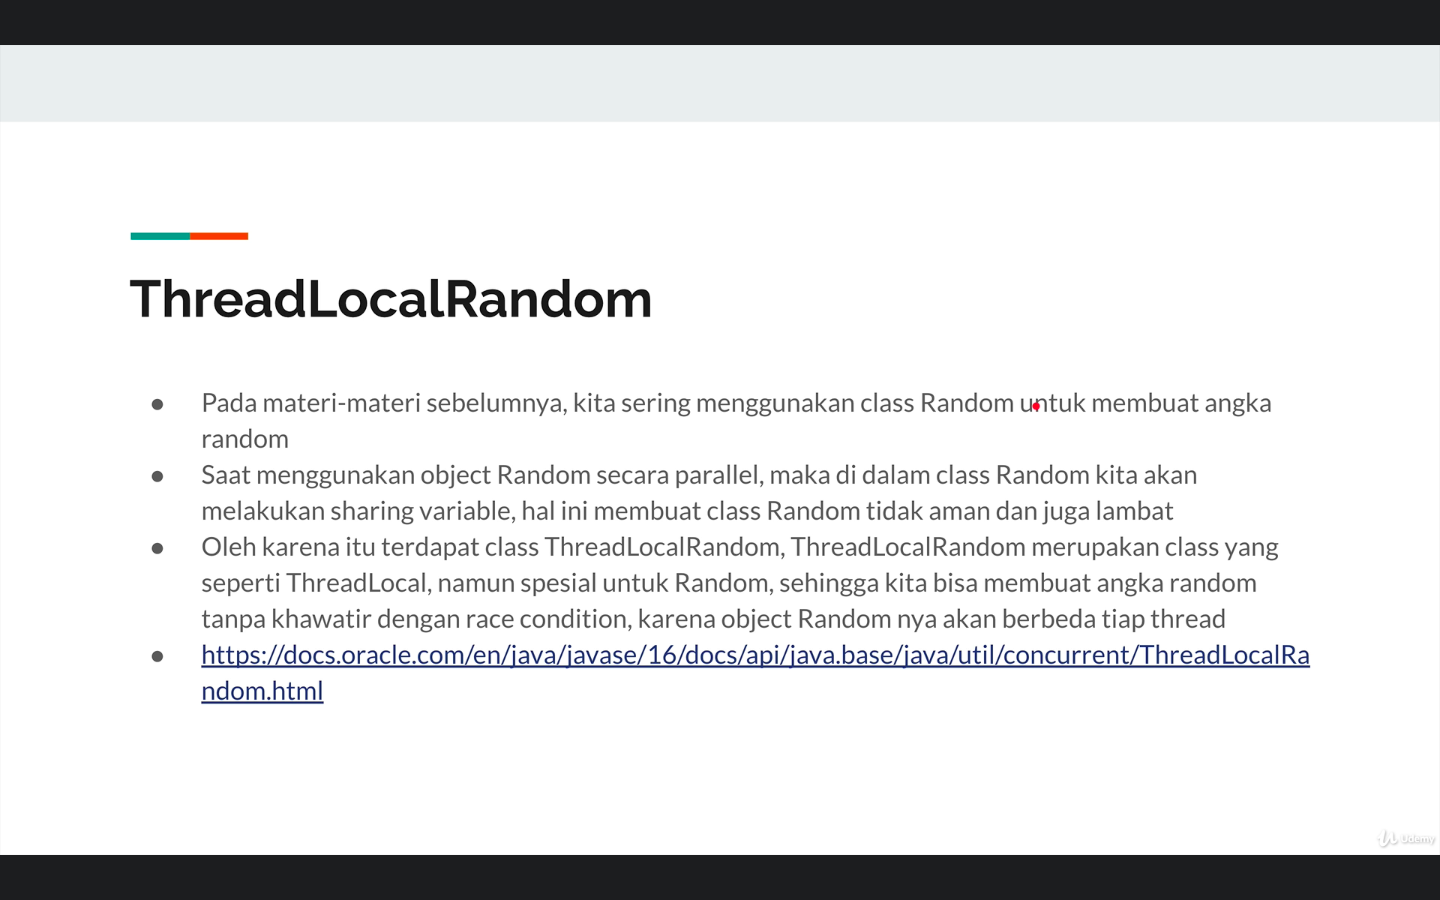 ThreadLocalRandom
● Pada materi-materi sebelumnya, kita sering menggunakan class Random untuk membuat angka
random
● Saat menggunakan object Random secara parallel, maka di dalam class Random kita akan
melakukan sharing variable, hal ini membuat class Random tidak aman dan juga lambat
● Oleh karena itu terdapat class ThreadLocalRandom, ThreadLocalRandom merupakan class yang
seperti ThreadLocal, namun spesial untuk Random, sehingga kita bisa membuat angka random
tanpa khawatir dengan race condition, karena object Random nya akan berbeda tiap thread
● https://docs.oracle.com/en/java/javase/16/docs/api/java.base/java/util/concurrent/ThreadLocalRa
ndom.html
Udemy